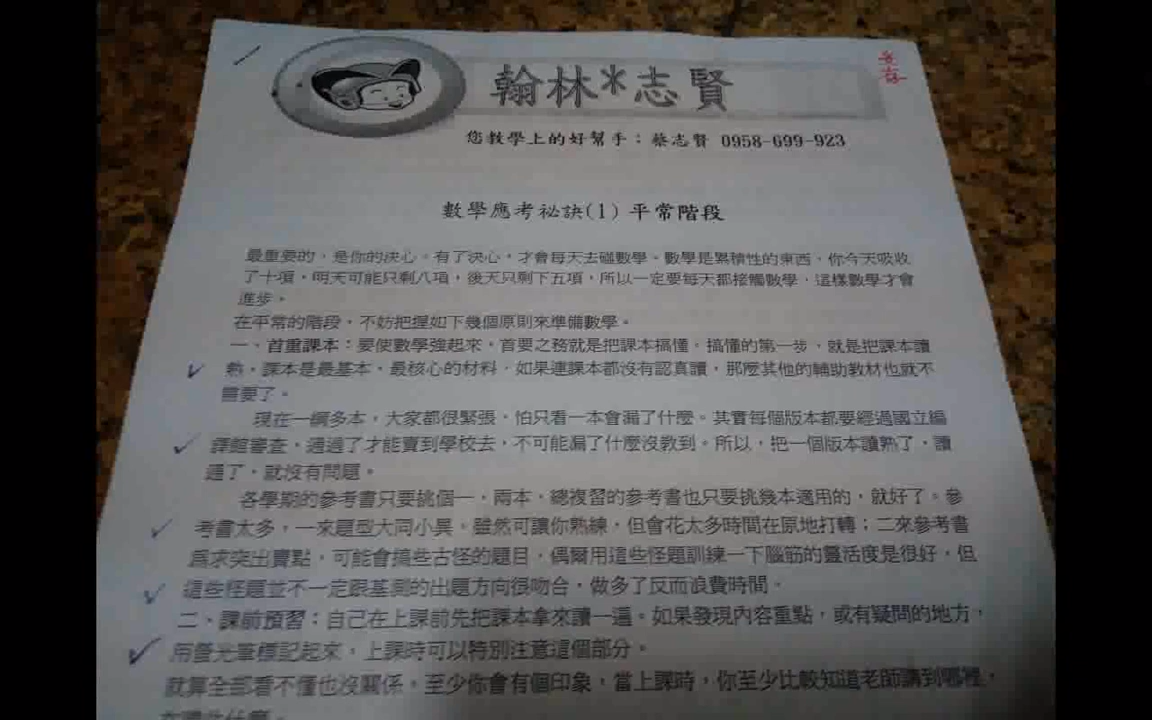 翰林*志賢
妥存
您教學上的好幫手：蔡志賢 0958-699-923
數學應考祕訣(1) 平常階段
最重要的，是你的決心。有了決心，才會每天去碰數學。數學是累積性的東西，你今天吸收
了十項，明天可能只剩八項，後天只剩下五項，所以一定要每天都接觸數學，這樣數學才會
進步。
在平常的階段，不妨把握如下幾個原則來準備數學。
一、首重課本：要使數學強起來，首要之務就是把課本搞懂。搞懂的第一步，就是把課本讀
熟。課本是最基本、最核心的材料，如果連課本都沒有認真讀，那麼其他的輔助教材也就不
需要了。
現在一綱多本，大家都很緊張，怕只看一本會漏了什麼。其實每個版本都要經過國立編
譯館審查，通過了才能賣到學校去，不可能漏了什麼沒教到。所以，把一個版本讀熟了，讀
通了，就沒有問題。
各學期的參考書只要挑個一、兩本，總複習的參考書也只要挑幾本適用的，就好了。參
考書太多，一來題型大同小異，雖然可讓你熟練，但會花太多時間在原地打轉；二來參考書
為求突出賣點，可能會搞些古怪的題目，偶爾用這些怪題訓練一下腦筋的靈活度是很好，但
這些怪題並不一定跟基測的出題方向很吻合，做多了反而浪費時間。
二、課前預習：自己在上課前先把課本拿來讀一遍。如果發現內容重點，或有疑問的地方，
用螢光筆標記起來，上課時可以特別注意這個部分。
就算全部看不懂也沒關係，至少你會有個印象，當上課時，你至少比較知道老師講到哪裡，